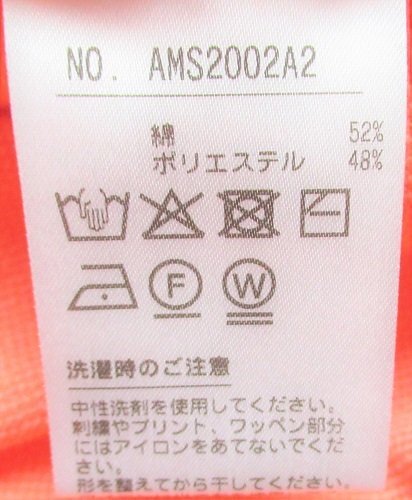 NO. AMS2002A2
綿 52%
ポリエステル 48%
F
W
洗濯時のご注意
中性洗剤を使用してください。
刺繍やプリント、ワッペン部分
にはアイロンをあてないでくだ
さい。
形を整えてから干してください。